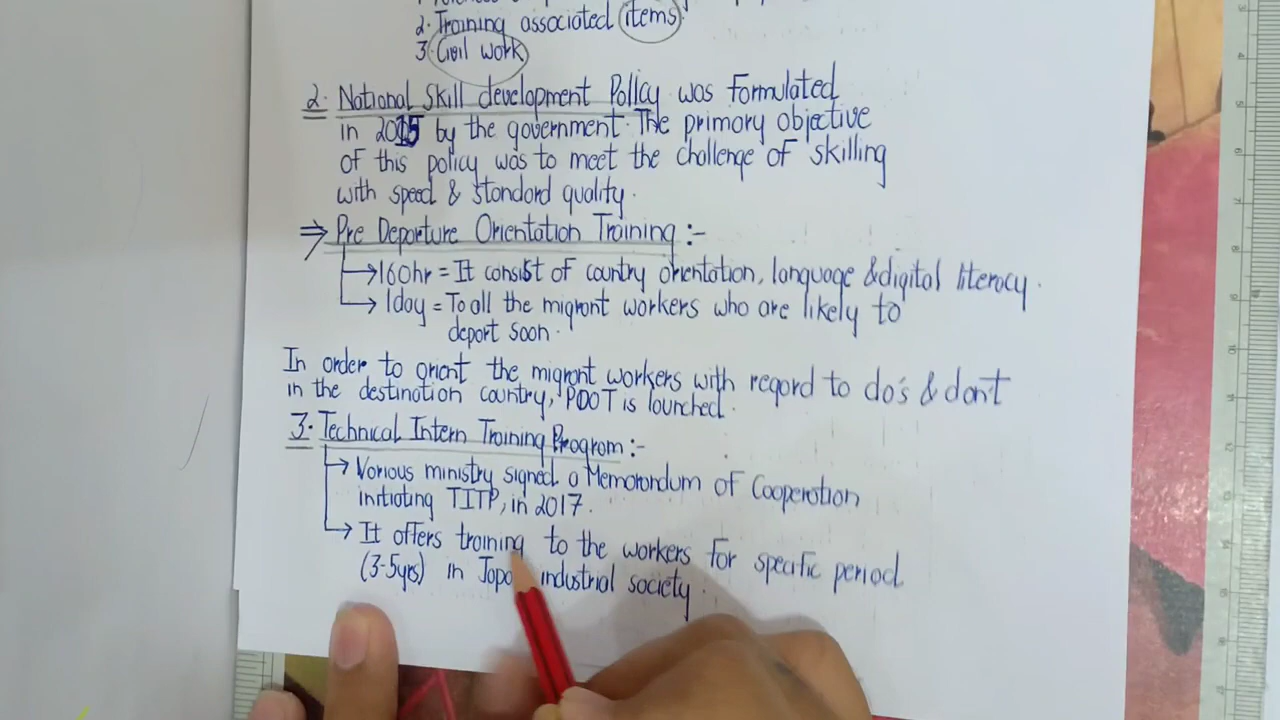 2. Training associated items.
3. Civil work
2. National Skill development Policy was formulated
in 2015 by the government. The primary objective
of this policy was to meet the challenge of skilling
with speed & standard quality.
⇒ Pre Departure Orientation Training :-
→ 160hr = It consist of country orientation, language & digital literacy.
→ 1day = To all the migrant workers who are likely to
depart soon.
In order to orient the migrant workers with regard to do's & don't
in the destination country, PDOT is launched.
3. Technical Intern Training Program :-
→ Various ministry signed a Memorandum of Cooperation
initiating TITP, in 2017.
→ It offers training to the workers for specific period
(3-5yrs) in industrial society.